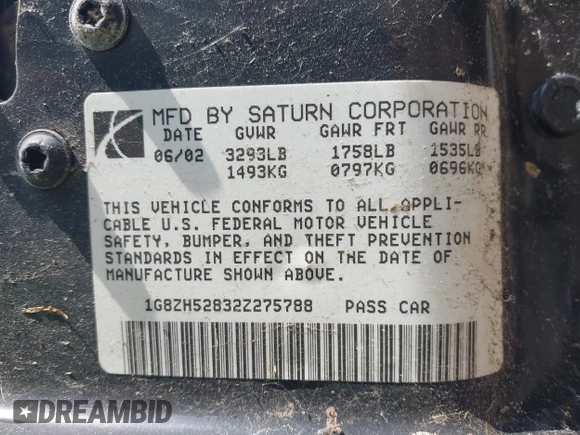 MFD BY SATURN CORPORATION
DATE GVWR GAWR FRT GAWR RR
06/02 3293LB 1758LB 1535LB
1493KG 0797KG 0696KG
THIS VEHICLE CONFORMS TO ALL APPLI-
CABLE U.S. FEDERAL MOTOR VEHICLE
SAFETY, BUMPER, AND THEFT PREVENTION
STANDARDS IN EFFECT ON THE DATE OF
MANUFACTURE SHOWN ABOVE.
1G8ZH52832Z275788 PASS CAR
DREAMBID